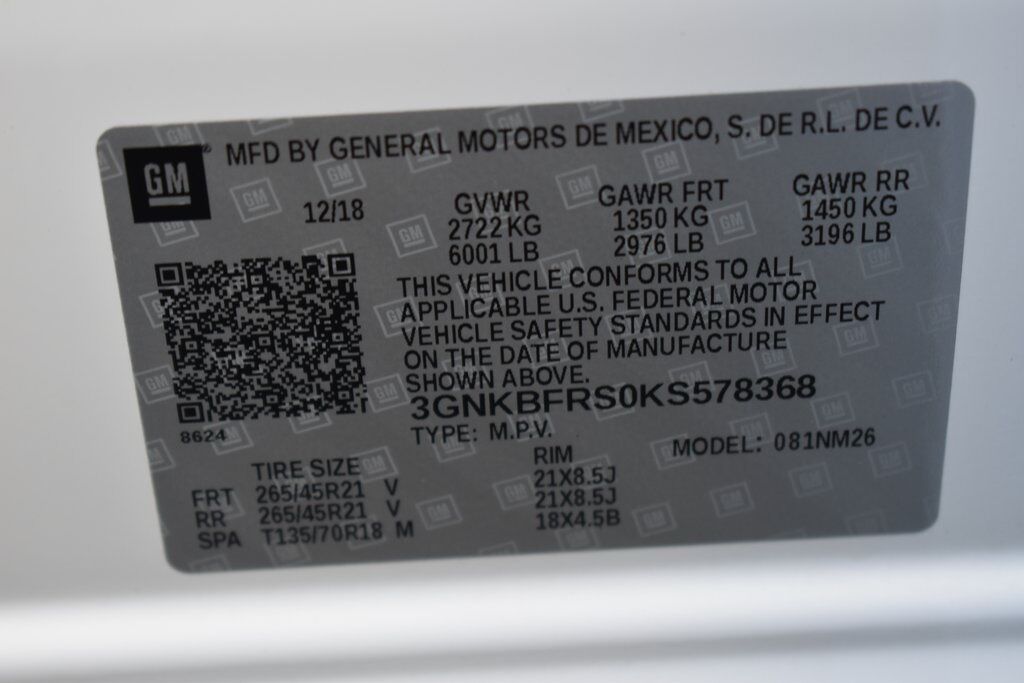 GM
MFD BY GENERAL MOTORS DE MEXICO, S. DE R.L. DE C.V.
12/18
GVWR GAWR FRT GAWR RR
2722 KG 1350 KG 1450 KG
6001 LB 2976 LB 3196 LB
THIS VEHICLE CONFORMS TO ALL
APPLICABLE U.S. FEDERAL MOTOR
VEHICLE SAFETY STANDARDS IN EFFECT
ON THE DATE OF MANUFACTURE
SHOWN ABOVE.
3GNKBFRS0KS578368
8624
TYPE: M.P.V. MODEL: 081NM26
TIRE SIZE RIM
FRT 265/45R21 V 21X8.5J
RR 265/45R21 V 21X8.5J
SPA T135/70R18 M 18X4.5B